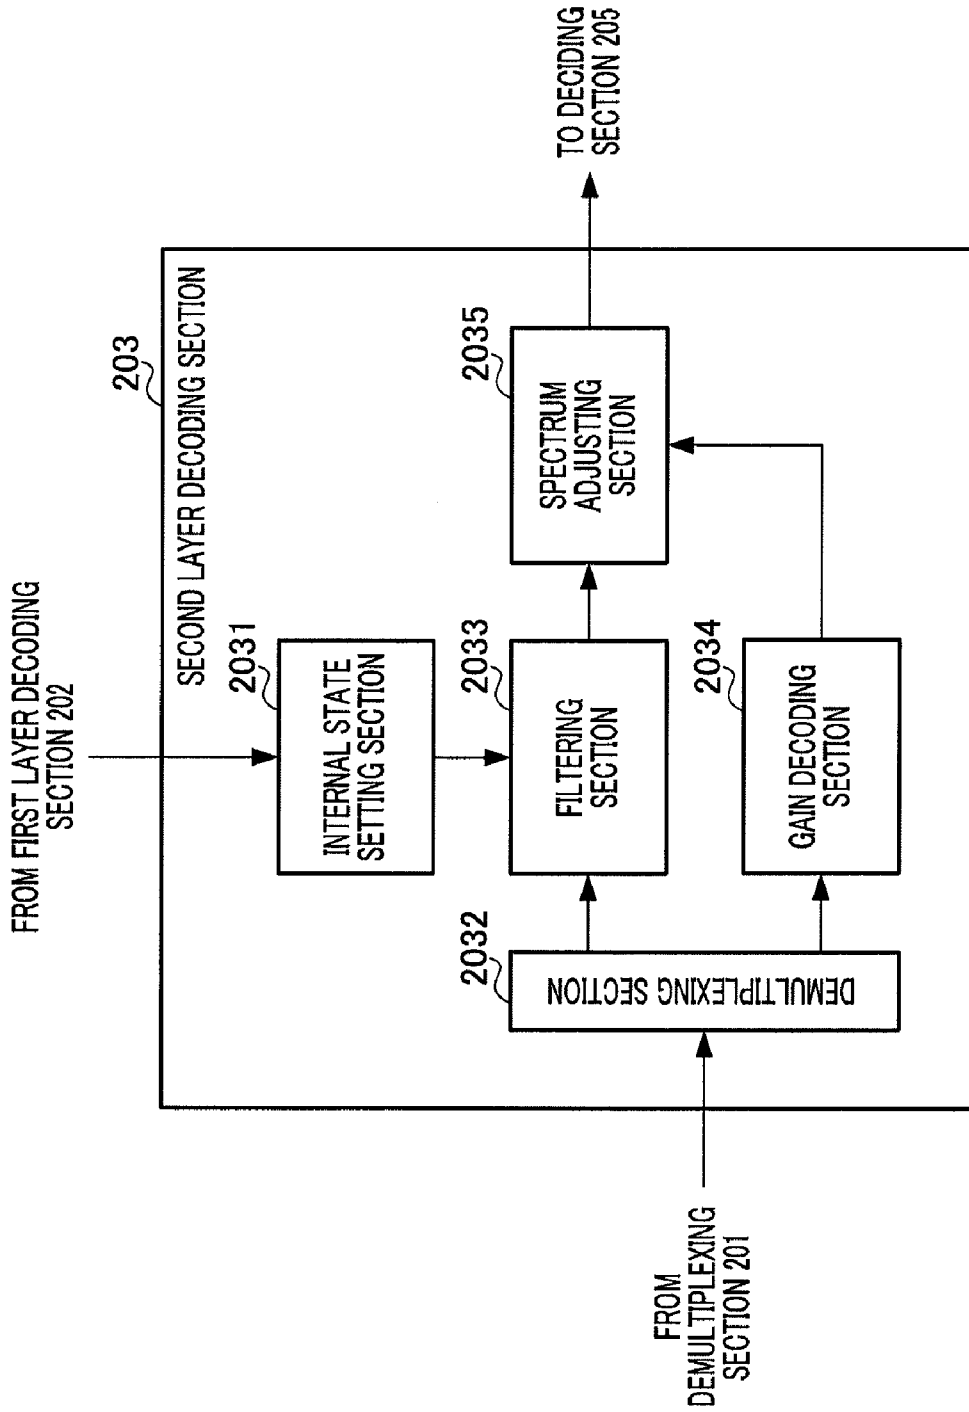 FROM FIRST LAYER DECODING
SECTION 202
203
SECOND LAYER DECODING SECTION
2031
INTERNAL STATE
SETTING SECTION
2032
DEMULTIPLEXING SECTION
2033
FILTERING
SECTION
2035
SPECTRUM
ADJUSTING
SECTION
TO DECIDING
SECTION 205
2034
GAIN DECODING
SECTION
FROM
DEMULTIPLEXING
SECTION 201